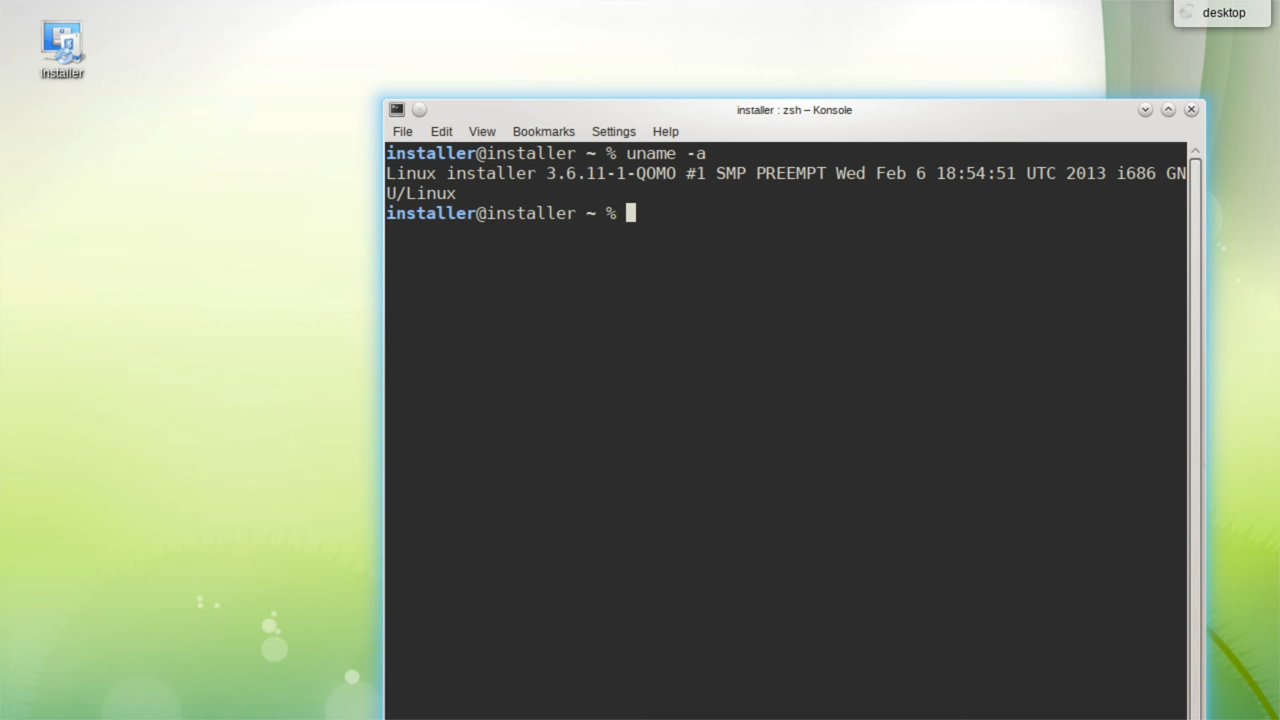 desktop
Installer
installer : zsh – Konsole
File Edit View Bookmarks Settings Help
installer@installer ~ % uname -a
Linux installer 3.6.11-1-QOMO #1 SMP PREEMPT Wed Feb 6 18:54:51 UTC 2013 i686 GN
U/Linux
installer@installer ~ %